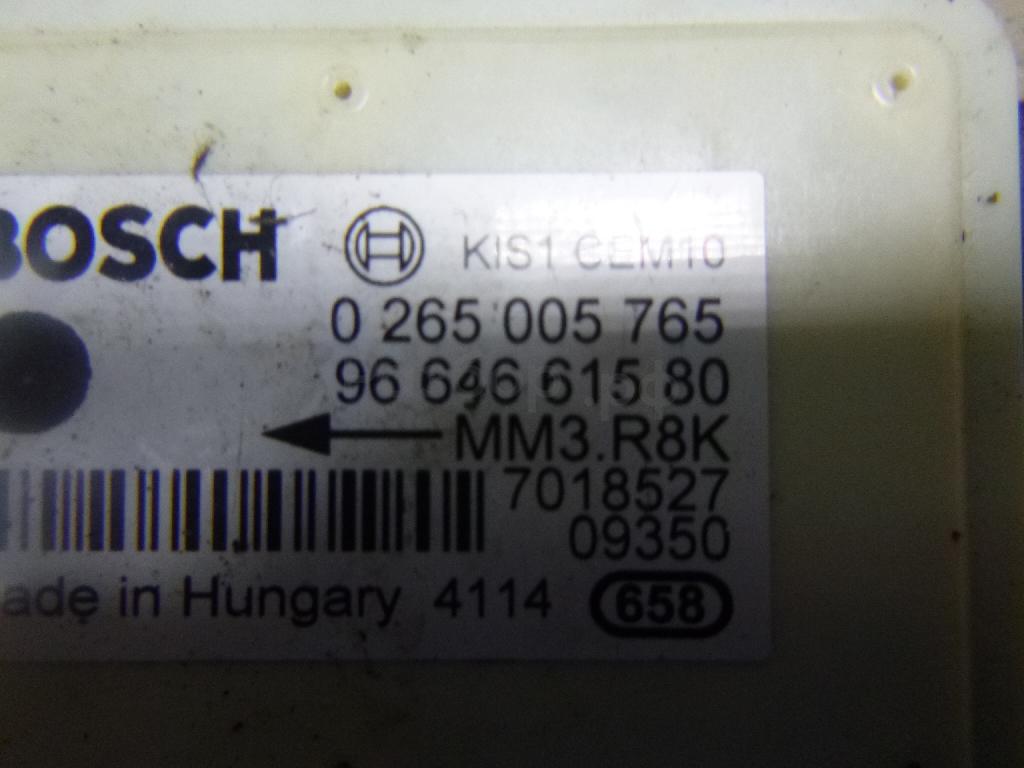 BOSCH KIS1 CEM10
0 265 005 765
96 646 615 80
MM3.R8K
7018527
09350
ade in Hungary 4114 658